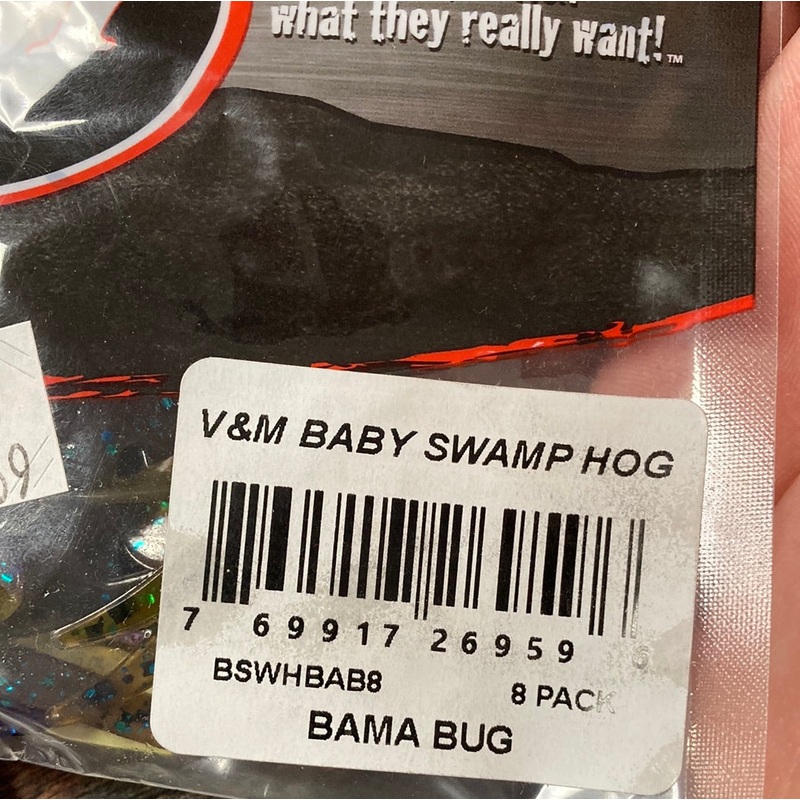 what they really want!™
V&M BABY SWAMP HOG
7 69917 26959 6
BSWHBAB8 8 PACK
BAMA BUG